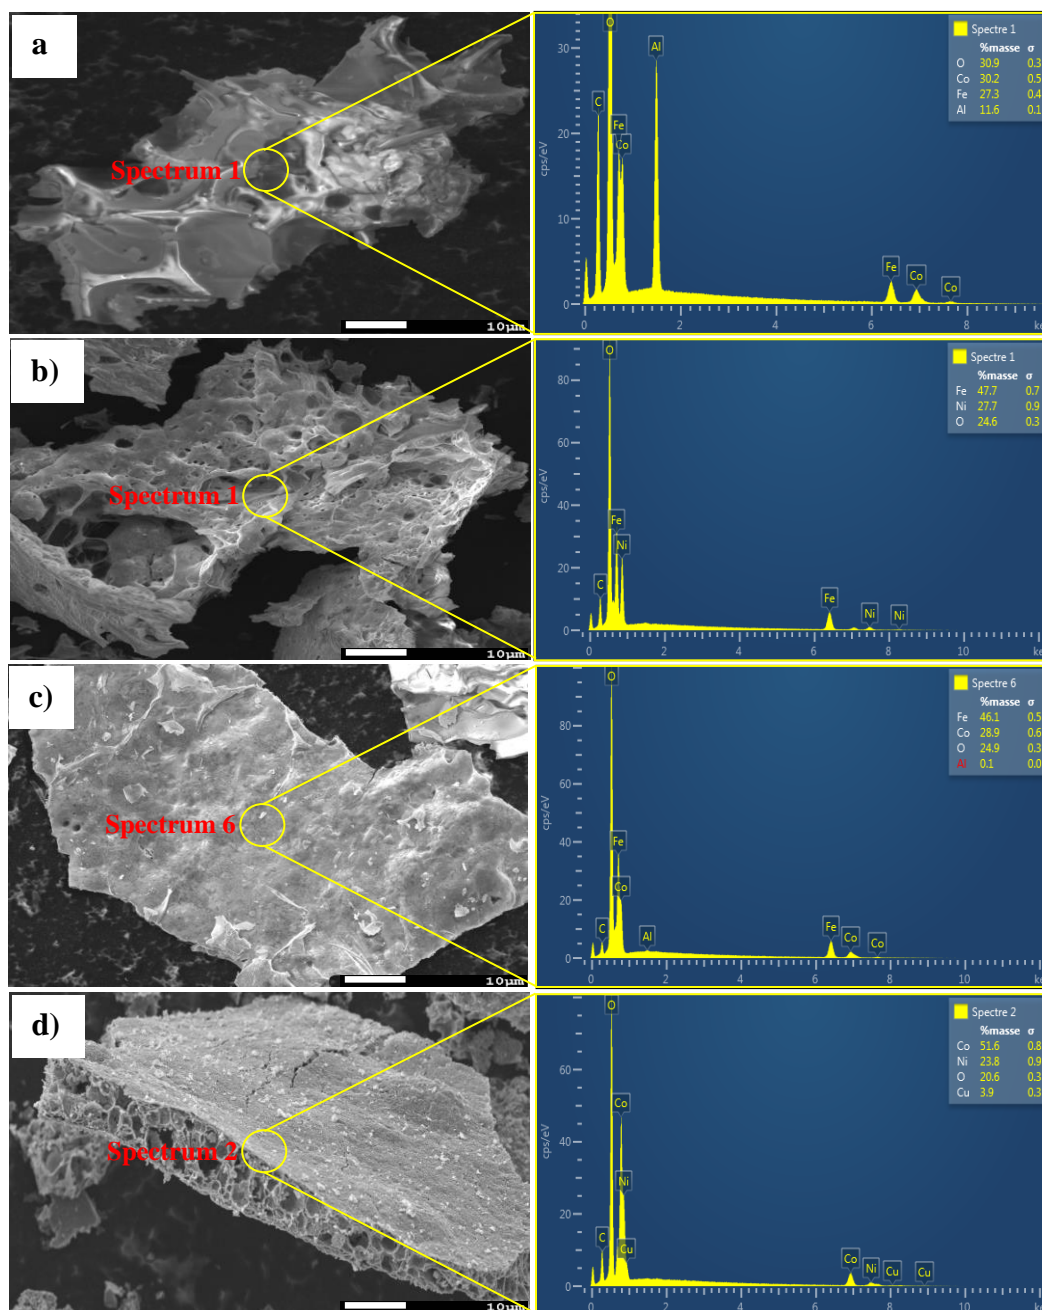 a
Spectrum 1
10µm
cps/eV
30
20
10
0
O
Al
C
Fe
Co
Fe
Co
Co
0
2
4
6
8
Spectre 1
%masse σ
O 30.9 0.3
Co 30.2 0.5
Fe 27.3 0.4
Al 11.6 0.1
b)
Spectrum 1
10µm
cps/eV
80
60
40
20
0
O
Fe
Ni
C
Fe
Ni
Ni
0
2
4
6
8
10
Spectre 1
%masse σ
Fe 47.7 0.7
Ni 27.7 0.9
O 24.6 0.3
c)
Spectrum 6
10µm
cps/eV
80
60
40
20
0
O
Fe
Co
C
Al
Fe
Co
Co
0
2
4
6
8
10
Spectre 6
%masse σ
Fe 46.1 0.5
Co 28.9 0.6
O 24.9 0.3
Al 0.1 0.0
d)
Spectrum 2
10µm
cps/eV
60
40
20
0
O
Co
Ni
C
Cu
Co
Ni
Cu
Cu
0
2
4
6
8
10
Spectre 2
%masse σ
Co 51.6 0.8
Ni 23.8 0.9
O 20.6 0.3
Cu 3.9 0.3